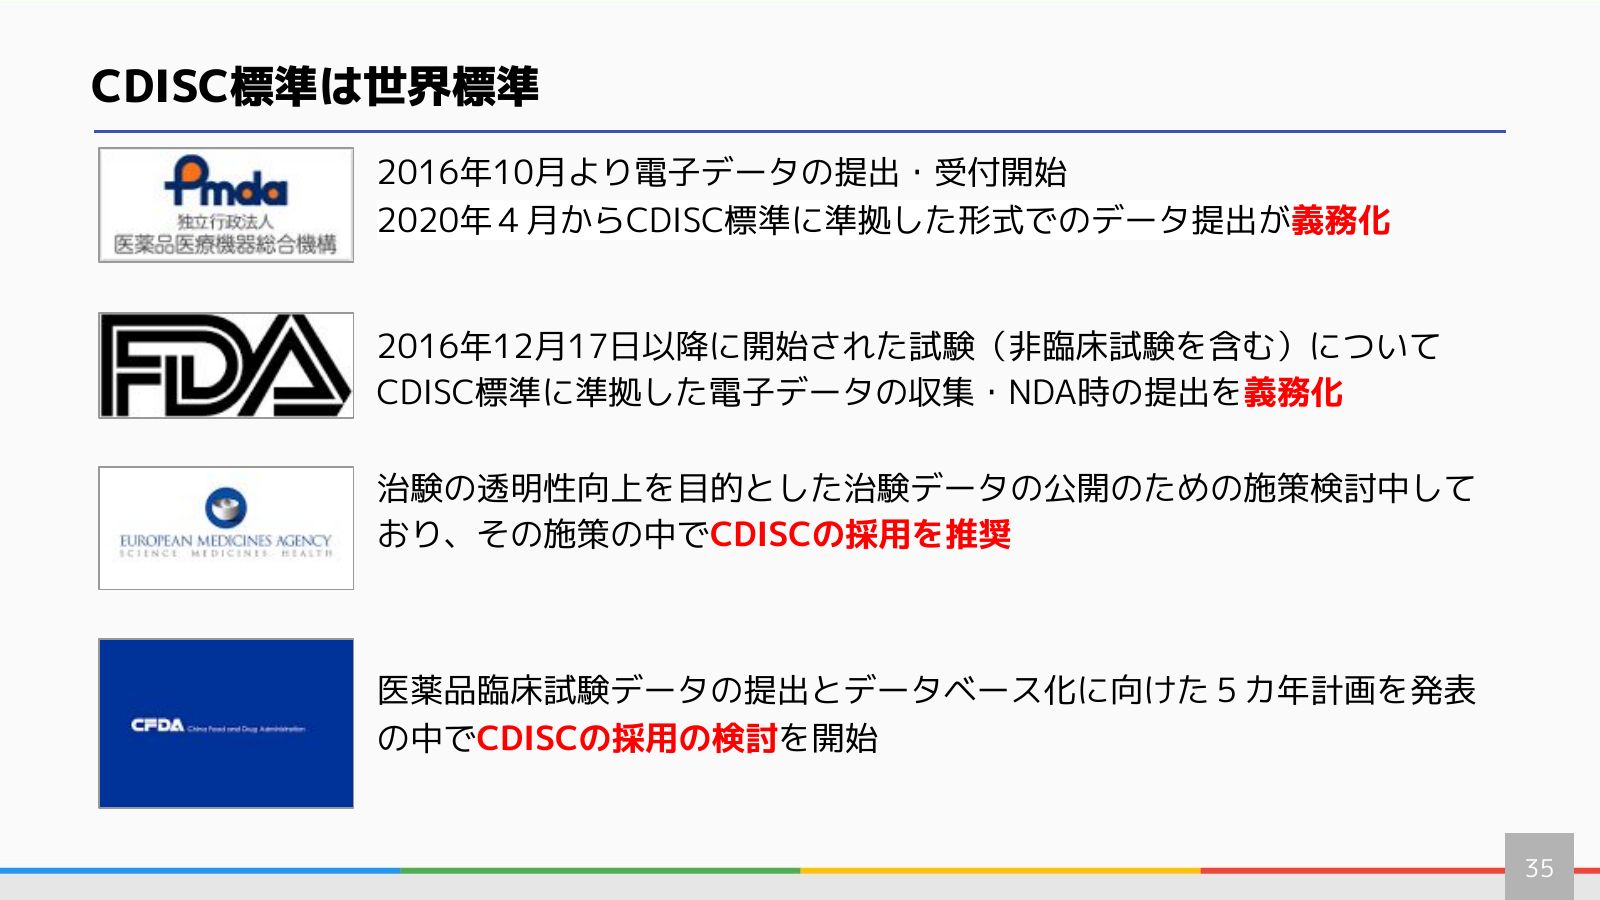 CDISC標準は世界標準
Pmda
独立行政法人
医薬品医療機器総合機構
2016年10月より電子データの提出・受付開始
2020年４月からCDISC標準に準拠した形式でのデータ提出が義務化
FDA
2016年12月17日以降に開始された試験（非臨床試験を含む）について
CDISC標準に準拠した電子データの収集・NDA時の提出を義務化
EUROPEAN MEDICINES AGENCY
SCIENCE MEDICINES HEALTH
治験の透明性向上を目的とした治験データの公開のための施策検討中して
おり、その施策の中でCDISCの採用を推奨
CFDA China Food and Drug Administration
医薬品臨床試験データの提出とデータベース化に向けた５カ年計画を発表
の中でCDISCの採用の検討を開始
35